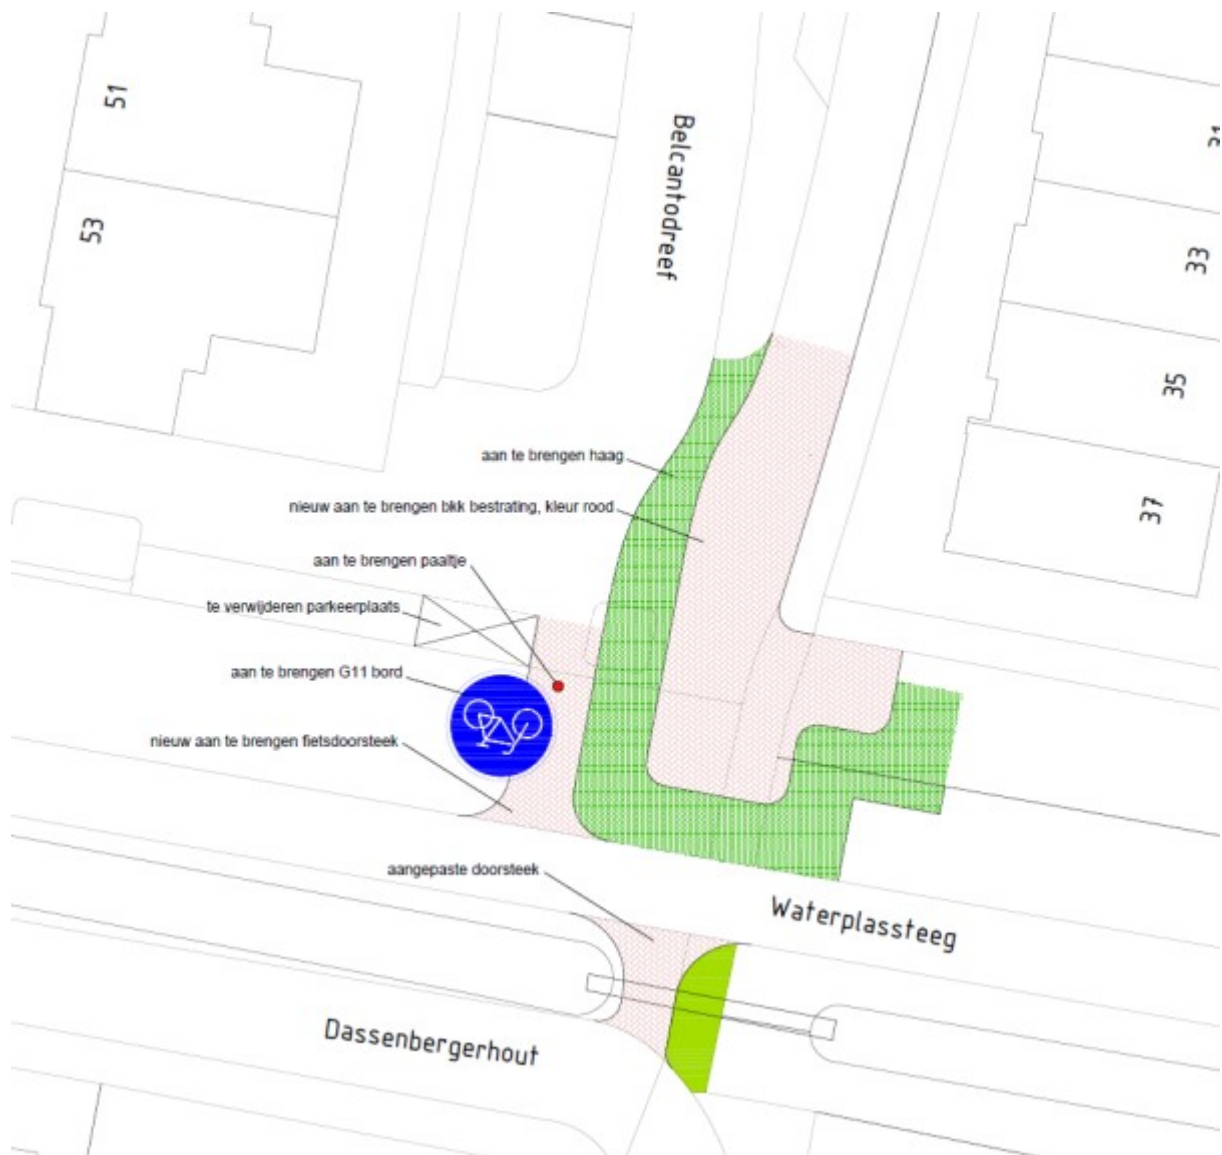 51
53
Belcantodreef
31
33
35
37
aan te brengen haag
nieuw aan te brengen bkk bestrating, kleur rood
aan te brengen paaltje
te verwijderen parkeerplaats
aan te brengen G11 bord
nieuw aan te brengen fietsdoorsteek
aangepaste doorsteek
Waterplassteeg
Dassenbergerhout